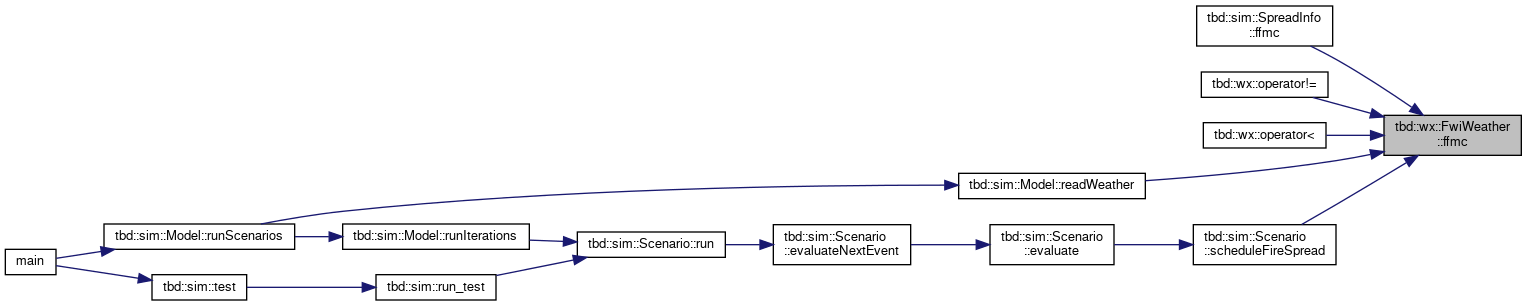 tbd::sim::SpreadInfo
::ffmc
tbd::wx::operator!=
tbd::wx::FwiWeather
::ffmc
tbd::wx::operator<
tbd::sim::Model::readWeather
tbd::sim::Model::runScenarios
tbd::sim::Model::runIterations
tbd::sim::Scenario::run
tbd::sim::Scenario
::evaluateNextEvent
tbd::sim::Scenario
::evaluate
tbd::sim::Scenario
::scheduleFireSpread
main
tbd::sim::test
tbd::sim::run_test